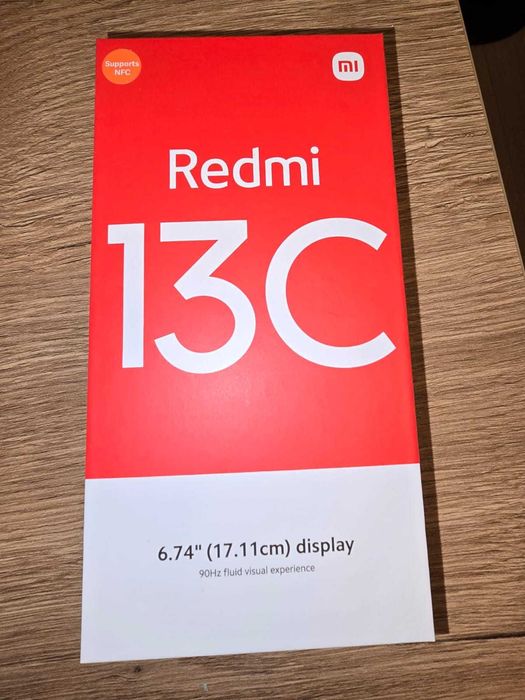 Supports
NFC
mi
Redmi
13C
6.74" (17.11cm) display
90Hz fluid visual experience